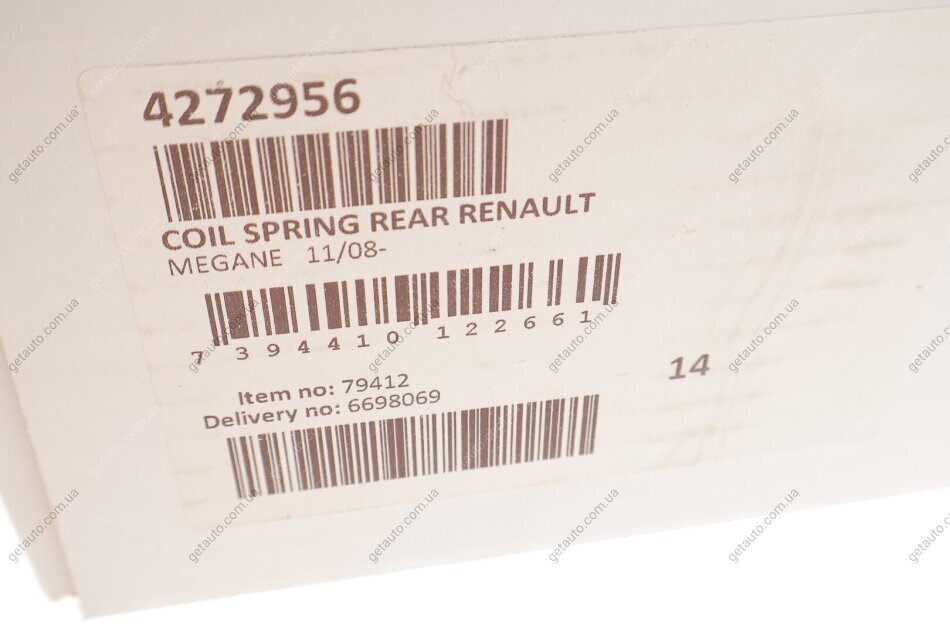 4272956
COIL SPRING REAR RENAULT
MEGANE 11/08-
7 394410 122661
14
Item no: 79412
Delivery no: 6698069
getauto.com.ua